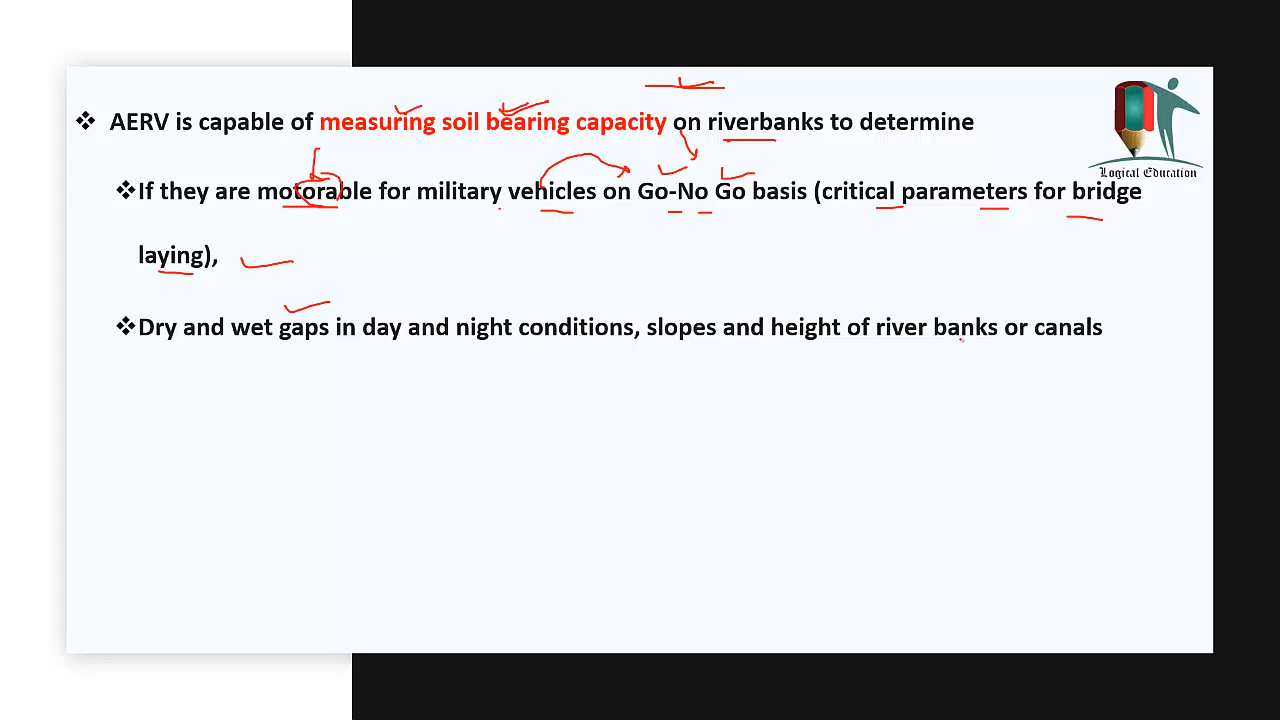 ❖ AERV is capable of measuring soil bearing capacity on riverbanks to determine
❖If they are motorable for military vehicles on Go-No Go basis (critical parameters for bridge
laying),
❖Dry and wet gaps in day and night conditions, slopes and height of river banks or canals
Logical Education